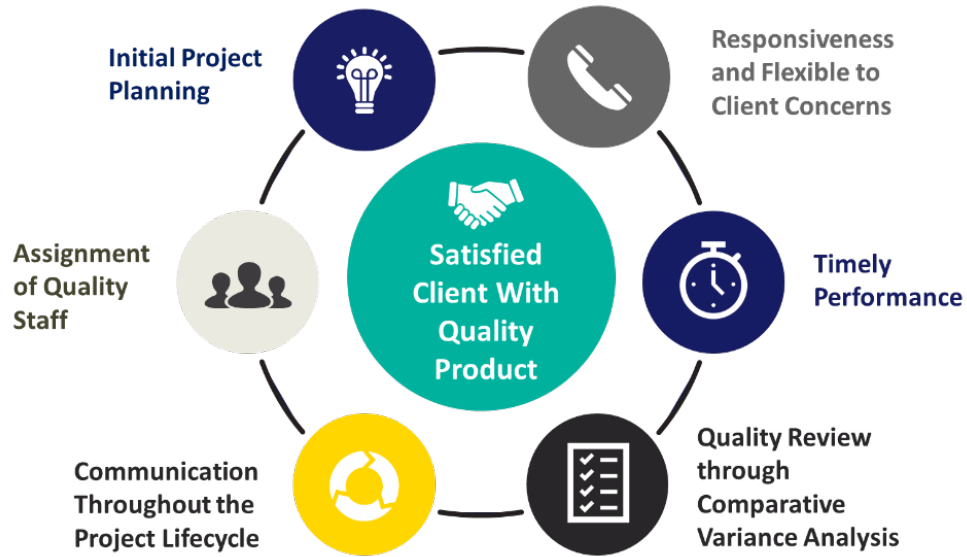 Initial Project
Planning
Responsiveness
and Flexible to
Client Concerns
Assignment
of Quality
Staff
Satisfied
Client With
Quality
Product
Timely
Performance
Communication
Throughout the
Project Lifecycle
Quality Review
through
Comparative
Variance Analysis